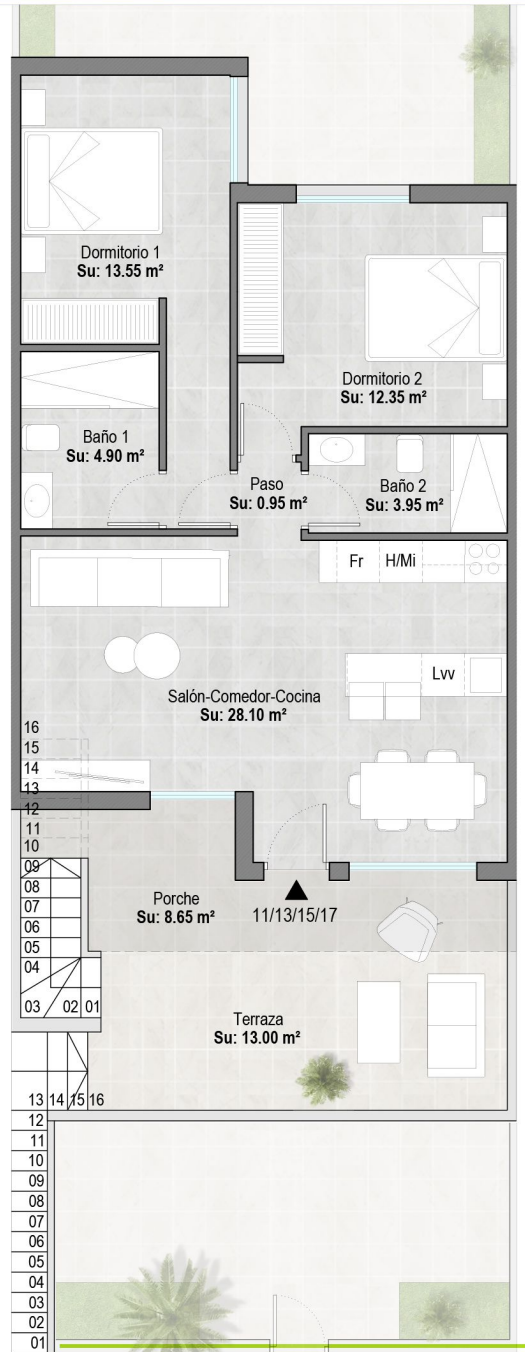 Dormitorio 1
Su: 13.55 m²
Dormitorio 2
Su: 12.35 m²
Baño 1
Su: 4.90 m²
Paso
Su: 0.95 m²
Baño 2
Su: 3.95 m²
Fr
H/Mi
Lvv
Salón-Comedor-Cocina
Su: 28.10 m²
16
15
14
13
12
11
10
09
08
07
06
05
04
03 02 01
Porche
Su: 8.65 m²
11/13/15/17
Terraza
Su: 13.00 m²
13 14 15 16
12
11
10
09
08
07
06
05
04
03
02
01